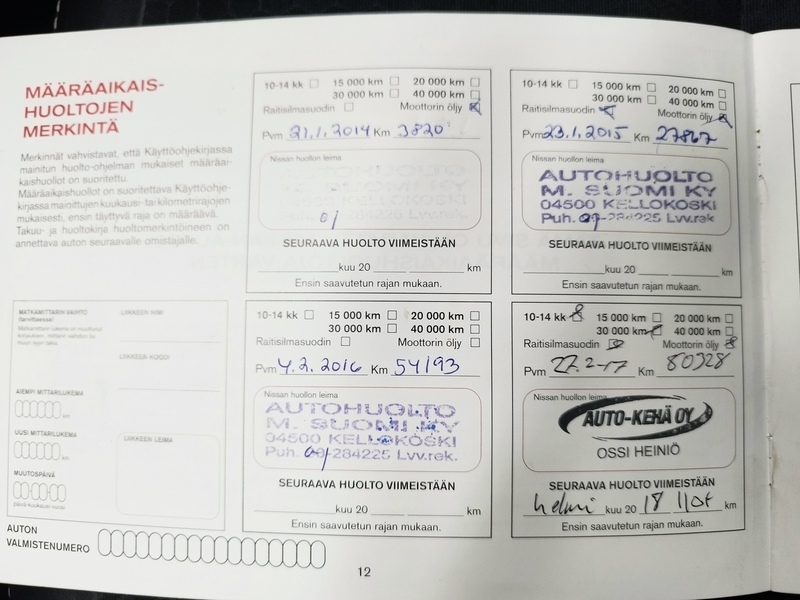 MÄÄRÄAIKAIS-
HUOLTOJEN
MERKINTÄ
Merkinnät vahvistavat, että Käyttöohjekirjassa
mainitun huolto-ohjelman mukaiset määräai-
kaishuollot on suoritettu.
Määräaikaishuollot on suoritettava Käyttöohje-
kirjassa mainittujen kuukausi- tai kilometrirajojen
mukaisesti, ensin täyttyvä raja on määräävä.
Takuu- ja huoltokirja huoltomerkintöineen on
annettava auton seuraavalle omistajalle.
10-14 kk 15 000 km 20 000 km
30 000 km 40 000 km
Raitisilmasuodin Moottorin öljy
Pvm 21.1.2014 Km 3820
Nissan huollon leima
SEURAAVA HUOLTO VIIMEISTÄÄN
kuu 20 km
Ensin saavutetun rajan mukaan.
10-14 kk 15 000 km 20 000 km
30 000 km 40 000 km
Raitisilmasuodin Moottorin öljy
Pvm 23.1.2015 Km 27867
Nissan huollon leima
AUTOHUOLTO
M. SUOMI KY
04500 KELLOKOSKI
Puh. 09-284225 Lvv.rek
SEURAAVA HUOLTO VIIMEISTÄÄN
kuu 20 km
Ensin saavutetun rajan mukaan.
MATKAMITTARIN VAIHTO
(tarvittaessa)
LIIKKEEN NIMI
LIIKKEEN KOODI
AIEMPI MITTARILUKEMA
km
UUSI MITTARILUKEMA
km
MUUTOSPÄIVÄ
LIIKKEEN LEIMA
10-14 kk 15 000 km 20 000 km
30 000 km 40 000 km
Raitisilmasuodin Moottorin öljy
Pvm 4.2.2016 Km 54193
Nissan huollon leima
AUTOHUOLTO
M. SUOMI KY
04500 KELLOKOSKI
Puh. 09-284225 Lvv.rek.
SEURAAVA HUOLTO VIIMEISTÄÄN
kuu 20 km
Ensin saavutetun rajan mukaan.
10-14 kk 15 000 km 20 000 km
30 000 km 40 000 km
Raitisilmasuodin Moottorin öljy
Pvm 27.2-17 Km 80328
Nissan huollon leima
AUTO-KEHÄ OY
OSSI HEINIÖ
SEURAAVA HUOLTO VIIMEISTÄÄN
helmi kuu 20 18 110t km
Ensin saavutetun rajan mukaan.
AUTON
VALMISTENUMERO
12